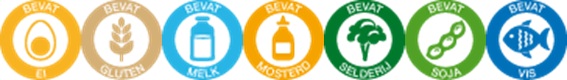 BEVAT
EI
BEVAT
GLUTEN
BEVAT
MELK
BEVAT
MOSTERD
BEVAT
SELDERIJ
BEVAT
SOJA
BEVAT
VIS